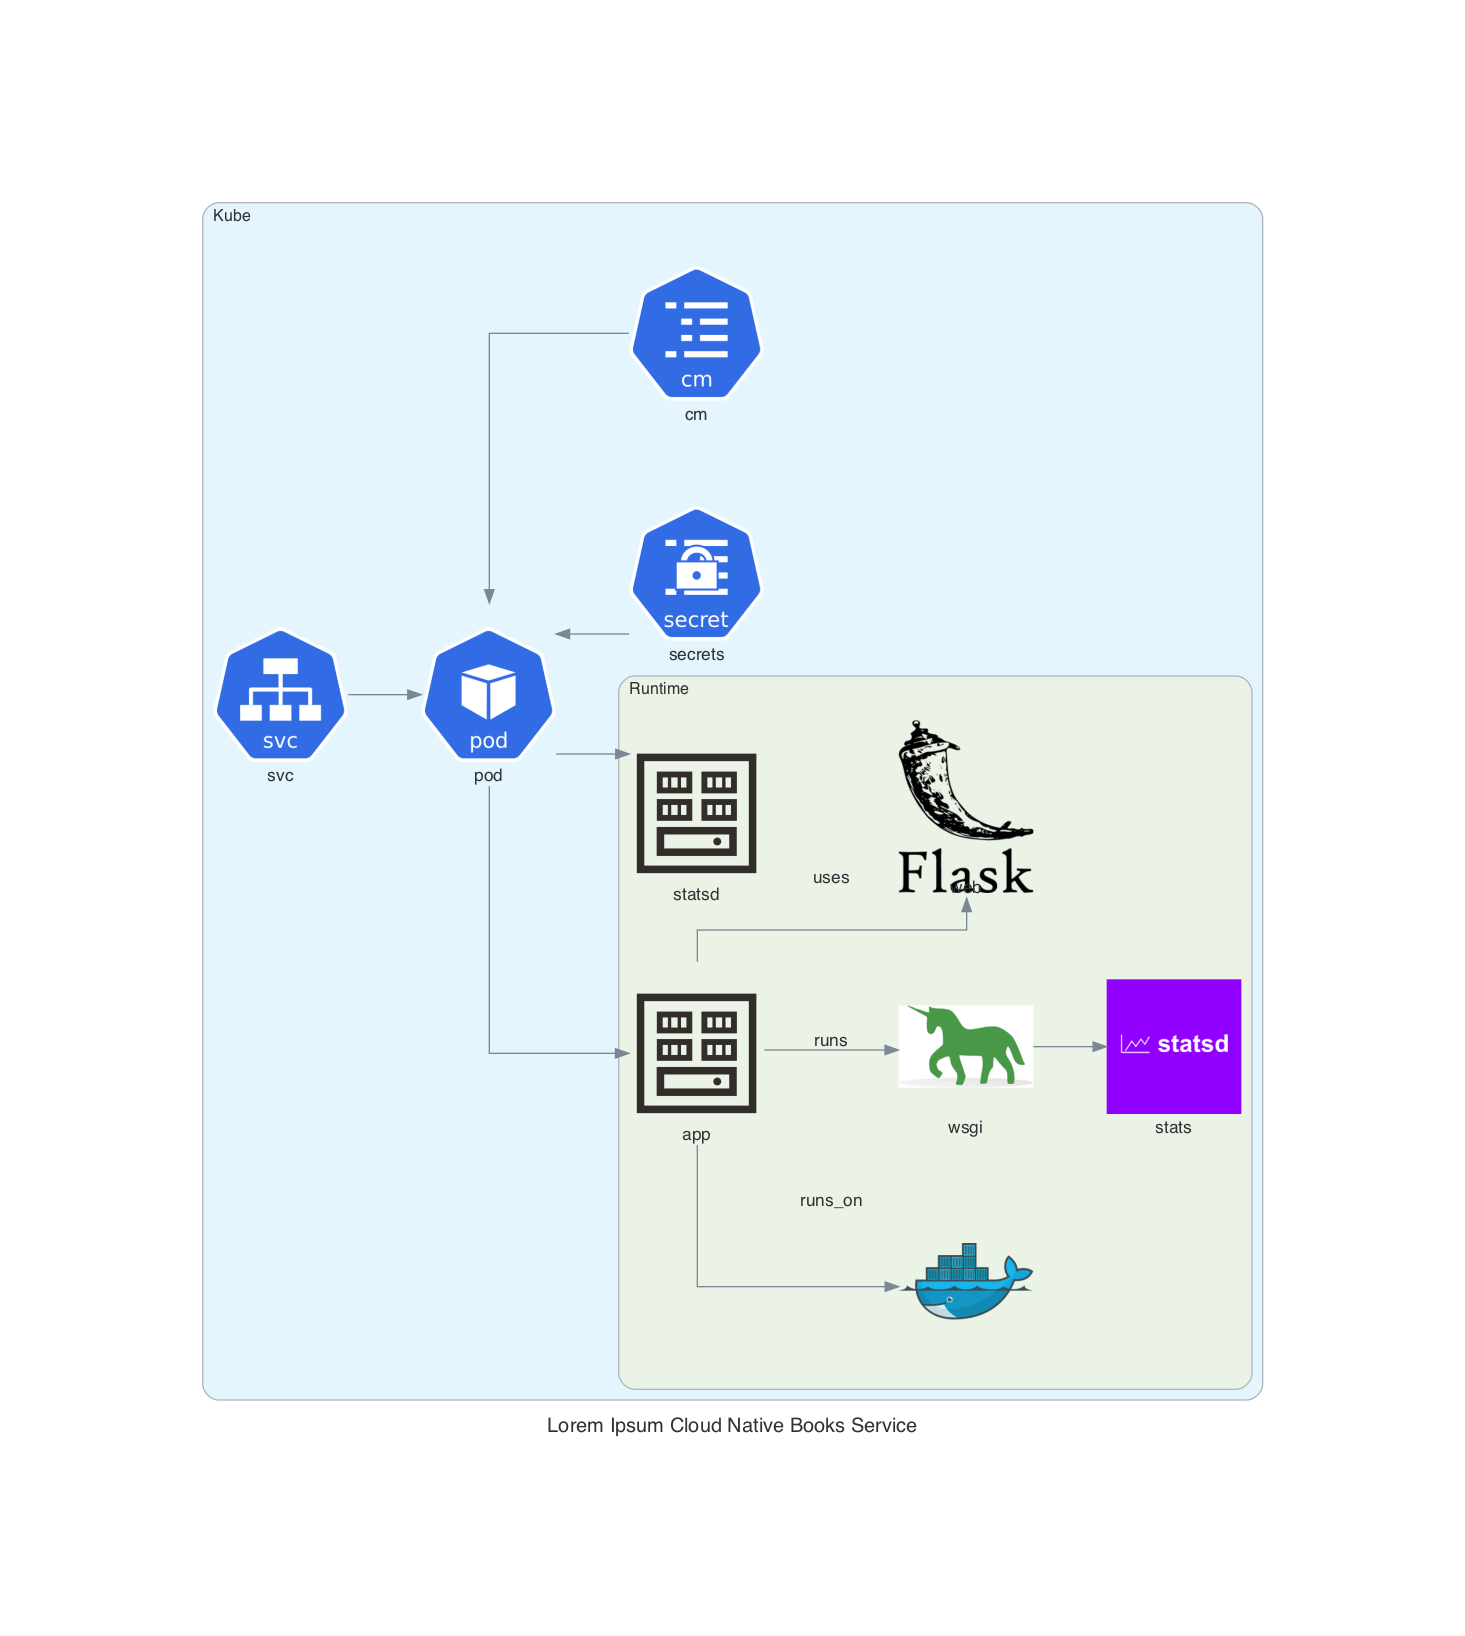 Kube
cm
cm
secret
secrets
svc
svc
pod
pod
Runtime
statsd
uses
Flask
web
app
runs
wsgi
statsd
stats
runs_on
Lorem Ipsum Cloud Native Books Service